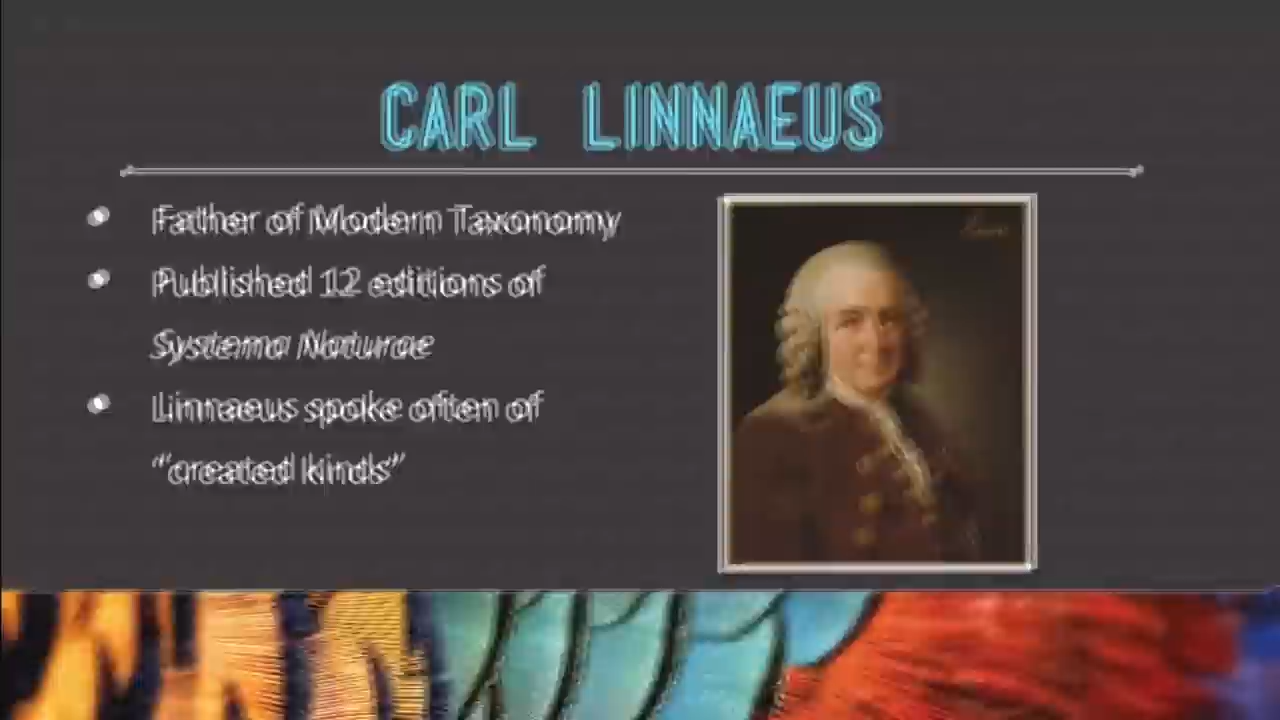 CARL LINNAEUS
• Father of Modern Taxonomy
• Published 12 editions of
Systema Naturae
• Linnaeus spoke often of
“created kinds”